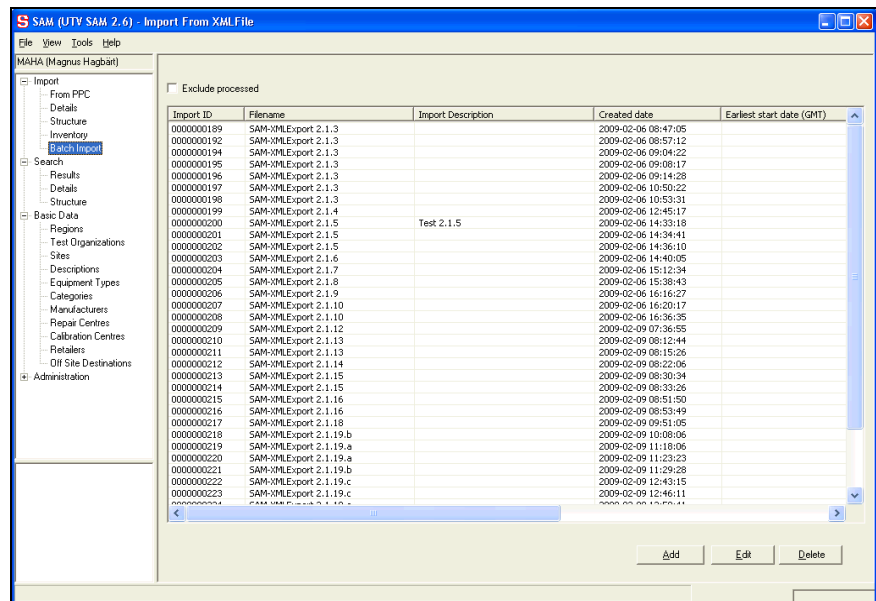 SAM (UTV SAM 2.6) - Import From XMLFile
File View Tools Help
MAHA (Magnus Hagbärt)
Import
From PPC
Details
Structure
Inventory
Batch Import
Search
Results
Details
Structure
Basic Data
Regions
Test Organizations
Sites
Descriptions
Equipment Types
Categories
Manufacturers
Repair Centres
Calibration Centres
Retailers
Off Site Destinations
Administration
Exclude processed
Import ID Filename Import Description Created date Earliest start date (GMT)
0000000189 SAM-XMLExport 2.1.3 2009-02-06 08:47:05
0000000192 SAM-XMLExport 2.1.3 2009-02-06 08:57:12
0000000194 SAM-XMLExport 2.1.3 2009-02-06 09:04:22
0000000195 SAM-XMLExport 2.1.3 2009-02-06 09:08:17
0000000196 SAM-XMLExport 2.1.3 2009-02-06 09:14:28
0000000197 SAM-XMLExport 2.1.3 2009-02-06 10:50:22
0000000198 SAM-XMLExport 2.1.3 2009-02-06 10:53:31
0000000199 SAM-XMLExport 2.1.4 2009-02-06 12:45:17
0000000200 SAM-XMLExport 2.1.5 Test 2.1.5 2009-02-06 14:33:18
0000000201 SAM-XMLExport 2.1.5 2009-02-06 14:34:41
0000000202 SAM-XMLExport 2.1.5 2009-02-06 14:36:10
0000000203 SAM-XMLExport 2.1.6 2009-02-06 14:40:05
0000000204 SAM-XMLExport 2.1.7 2009-02-06 15:12:34
0000000205 SAM-XMLExport 2.1.8 2009-02-06 15:38:43
0000000206 SAM-XMLExport 2.1.9 2009-02-06 16:16:27
0000000207 SAM-XMLExport 2.1.10 2009-02-06 16:20:17
0000000208 SAM-XMLExport 2.1.10 2009-02-06 16:36:35
0000000209 SAM-XMLExport 2.1.12 2009-02-09 07:36:55
0000000210 SAM-XMLExport 2.1.13 2009-02-09 08:12:44
0000000211 SAM-XMLExport 2.1.13 2009-02-09 08:15:26
0000000212 SAM-XMLExport 2.1.14 2009-02-09 08:22:06
0000000213 SAM-XMLExport 2.1.15 2009-02-09 08:30:34
0000000214 SAM-XMLExport 2.1.15 2009-02-09 08:33:26
0000000215 SAM-XMLExport 2.1.16 2009-02-09 08:51:50
0000000216 SAM-XMLExport 2.1.16 2009-02-09 08:53:49
0000000217 SAM-XMLExport 2.1.18 2009-02-09 09:51:05
0000000218 SAM-XMLExport 2.1.19.b 2009-02-09 10:08:06
0000000219 SAM-XMLExport 2.1.19.a 2009-02-09 11:18:06
0000000220 SAM-XMLExport 2.1.19.a 2009-02-09 11:23:23
0000000221 SAM-XMLExport 2.1.19.b 2009-02-09 11:29:28
0000000222 SAM-XMLExport 2.1.19.c 2009-02-09 12:43:15
0000000223 SAM-XMLExport 2.1.19.c 2009-02-09 12:46:11
Add Edit Delete